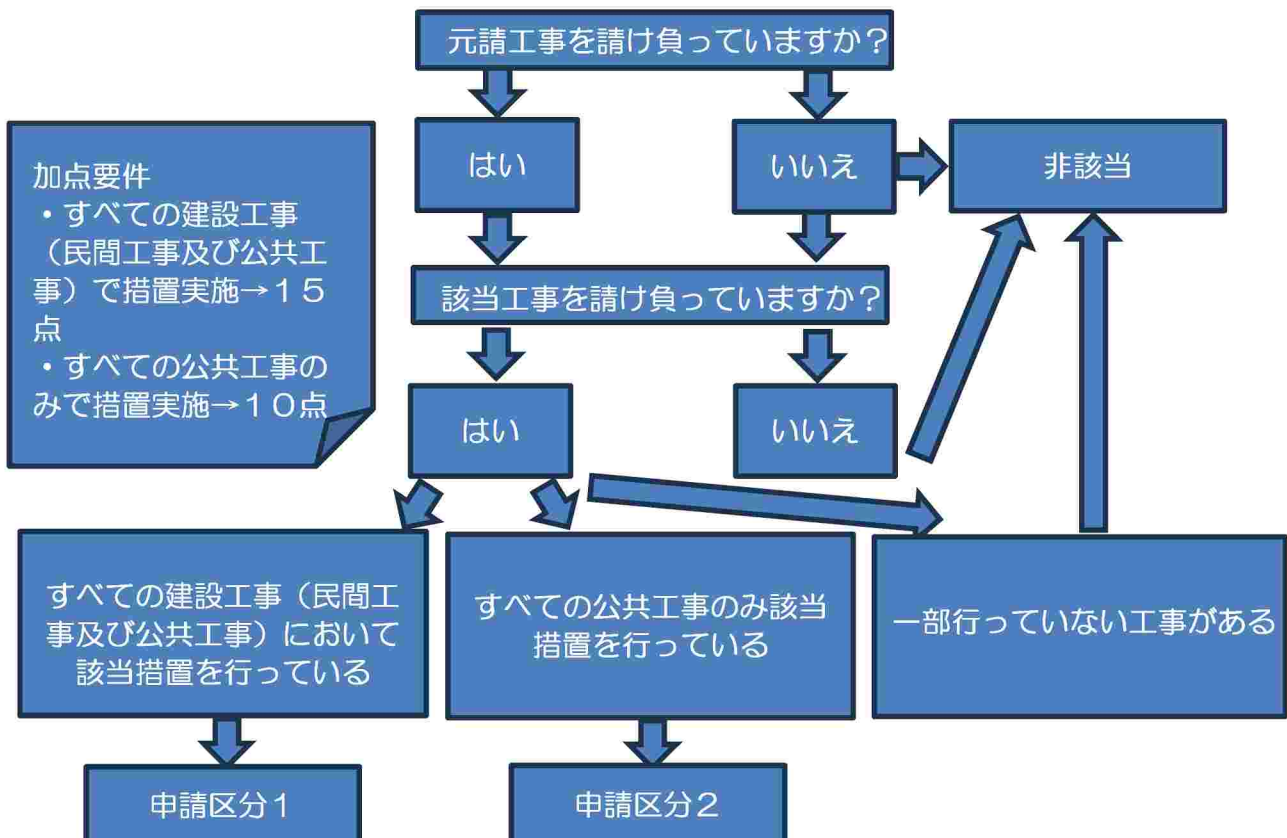 元請工事を請け負っていますか？
はい
いいえ
非該当
加点要件
・すべての建設工事
（民間工事及び公共工
事）で措置実施→１５
点
・すべての公共工事の
みで措置実施→１０点
該当工事を請け負っていますか？
はい
いいえ
すべての建設工事（民間工
事及び公共工事）において
該当措置を行っている
すべての公共工事のみ該当
措置を行っている
一部行っていない工事がある
申請区分１
申請区分２